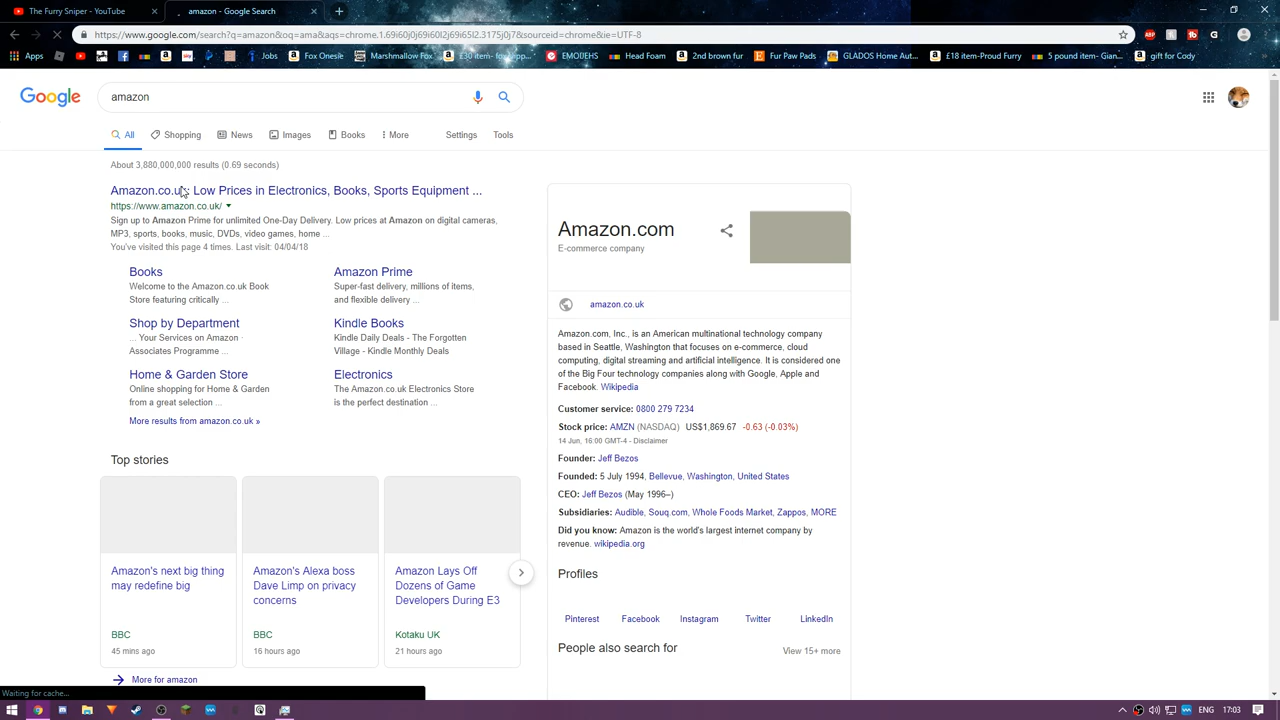 The Furry Sniper - YouTube
amazon - Google Search
https://www.google.com/search?q=amazon&oq=ama&aqs=chrome.1.69i60j0j69i60l2j69i65l2.3175j0j7&sourceid=chrome&ie=UTF-8
Apps
Jobs
Fox Onesie
Marshmallow Fox
£30 item- fox app...
EMODIEHS
Head Foam
2nd brown fur
Fur Paw Pads
GLADOS Home Aut...
£18 item-Proud Furry
5 pound item- Gian...
gift for Cody
Google
amazon
All
Shopping
News
Images
Books
More
Settings
Tools
About 3,880,000,000 results (0.69 seconds)
Amazon.co.uk: Low Prices in Electronics, Books, Sports Equipment ...
https://www.amazon.co.uk/
Sign up to Amazon Prime for unlimited One-Day Delivery. Low prices at Amazon on digital cameras,
MP3, sports, books, music, DVDs, video games, home ...
You've visited this page 4 times. Last visit: 04/04/18
Books
Welcome to the Amazon.co.uk Book
Store featuring critically ...
Amazon Prime
Super-fast delivery, millions of items,
and flexible delivery ...
Shop by Department
... Your Services on Amazon ·
Associates Programme ...
Kindle Books
Kindle Daily Deals - The Forgotten
Village - Kindle Monthly Deals
Home & Garden Store
Online shopping for Home & Garden
from a great selection ...
Electronics
The Amazon.co.uk Electronics Store
is the perfect destination ...
More results from amazon.co.uk »
Top stories
Amazon's next big thing
may redefine big
BBC
45 mins ago
Amazon's Alexa boss
Dave Limp on privacy
concerns
BBC
16 hours ago
Amazon Lays Off
Dozens of Game
Developers During E3
Kotaku UK
21 hours ago
More for amazon
Amazon.com
E-commerce company
amazon.co.uk
Amazon.com, Inc., is an American multinational technology company
based in Seattle, Washington that focuses on e-commerce, cloud
computing, digital streaming and artificial intelligence. It is considered one
of the Big Four technology companies along with Google, Apple and
Facebook. Wikipedia
Customer service: 0800 279 7234
Stock price: AMZN (NASDAQ) US$1,869.67 -0.63 (-0.03%)
14 Jun, 16:00 GMT-4 - Disclaimer
Founder: Jeff Bezos
Founded: 5 July 1994, Bellevue, Washington, United States
CEO: Jeff Bezos (May 1996–)
Subsidiaries: Audible, Souq.com, Whole Foods Market, Zappos, MORE
Did you know: Amazon is the world's largest internet company by
revenue. wikipedia.org
Profiles
Pinterest
Facebook
Instagram
Twitter
LinkedIn
People also search for
View 15+ more
Waiting for cache...
ENG
17:03